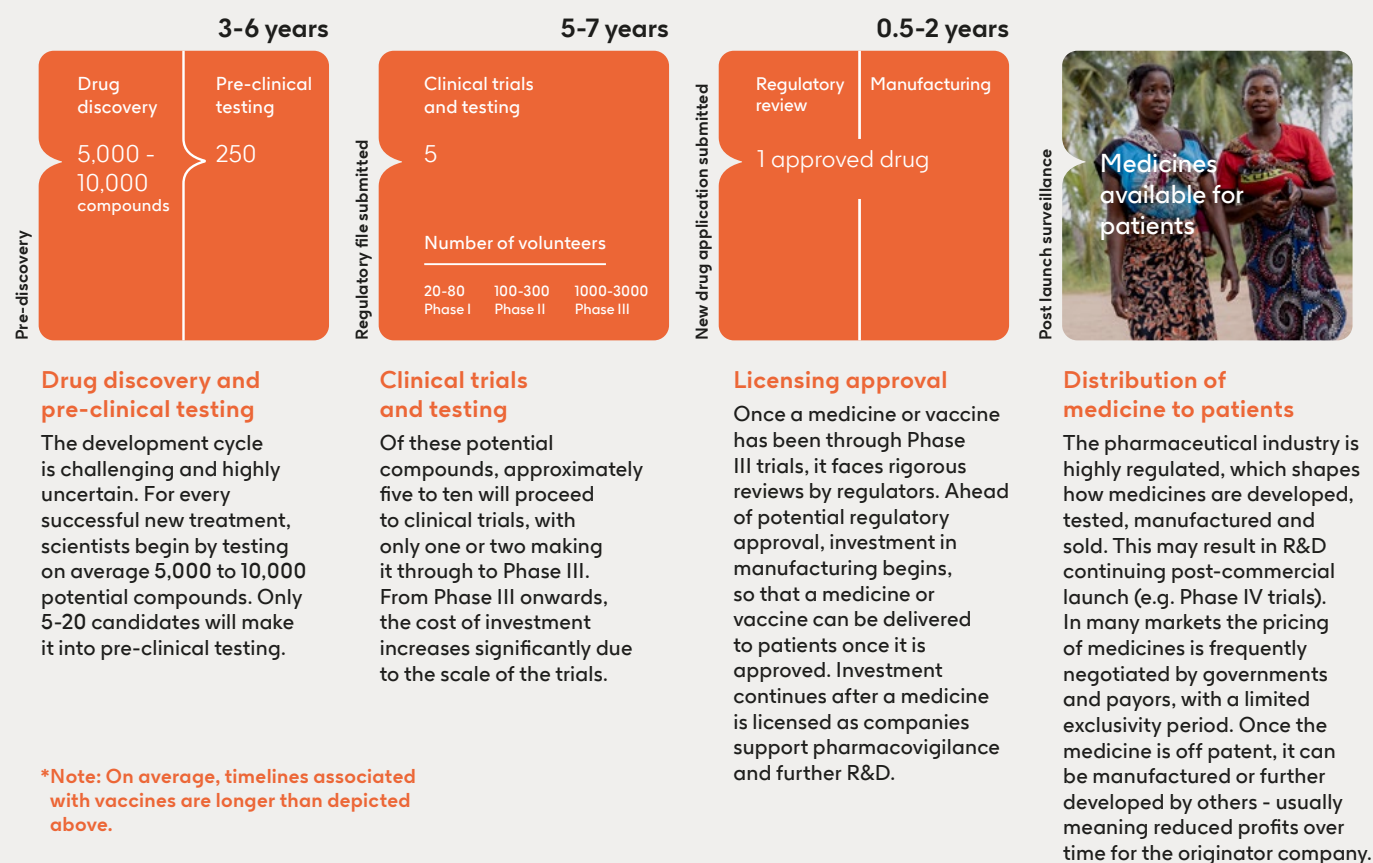 3-6 years
Drug
discovery
5,000 -
10,000
compounds
Pre-clinical
testing
250
Pre-discovery
5-7 years
Clinical trials
and testing
5
Number of volunteers
20-80
Phase I
100-300
Phase II
1000-3000
Phase III
Regulatory file submitted
0.5-2 years
Regulatory
review
Manufacturing
1 approved drug
New drug application submitted
Medicines
available for
patients
Post launch surveillance
Drug discovery and
pre-clinical testing
The development cycle
is challenging and highly
uncertain. For every
successful new treatment,
scientists begin by testing
on average 5,000 to 10,000
potential compounds. Only
5-20 candidates will make
it into pre-clinical testing.
Clinical trials
and testing
Of these potential
compounds, approximately
five to ten will proceed
to clinical trials, with
only one or two making
it through to Phase III.
From Phase III onwards,
the cost of investment
increases significantly due
to the scale of the trials.
Licensing approval
Once a medicine or vaccine
has been through Phase
III trials, it faces rigorous
reviews by regulators. Ahead
of potential regulatory
approval, investment in
manufacturing begins,
so that a medicine or
vaccine can be delivered
to patients once it is
approved. Investment
continues after a medicine
is licensed as companies
support pharmacovigilance
and further R&D.
Distribution of
medicine to patients
The pharmaceutical industry is
highly regulated, which shapes
how medicines are developed,
tested, manufactured and
sold. This may result in R&D
continuing post-commercial
launch (e.g. Phase IV trials).
In many markets the pricing
of medicines is frequently
negotiated by governments
and payors, with a limited
exclusivity period. Once the
medicine is off patent, it can
be manufactured or further
developed by others - usually
meaning reduced profits over
time for the originator company.
*Note: On average, timelines associated
with vaccines are longer than depicted
above.